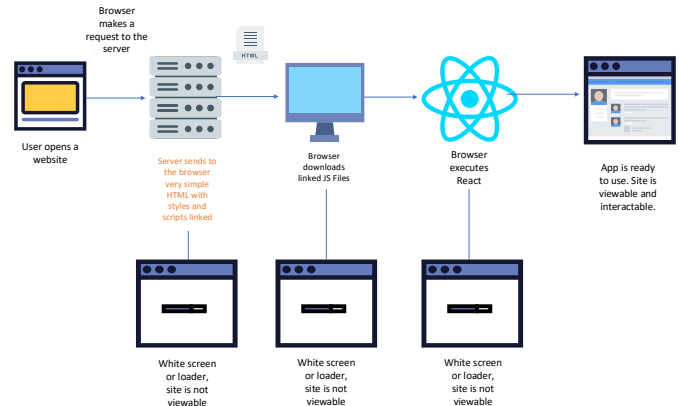 Browser
makes a
request to the
server
HTML
User opens a
website
Server sends to
the browser
very simple
HTML with
styles and
scripts linked
Browser
downloads
linked JS Files
Browser
executes
React
App is ready
to use. Site is
viewable and
interactable.
White screen
or loader,
site is not
viewable
White screen
or loader,
site is not
viewable
White screen
or loader,
site is not
viewable